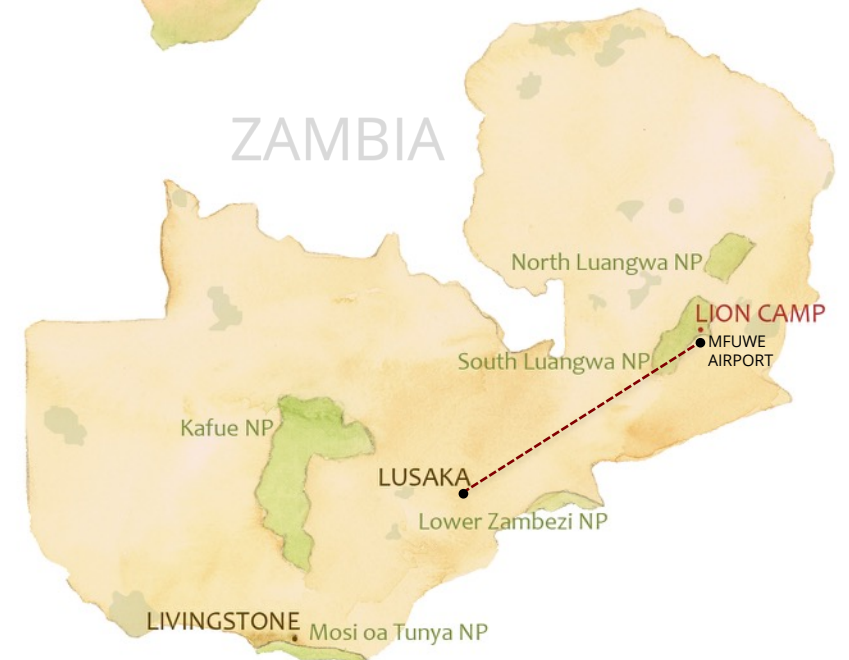 ZAMBIA
North Luangwa NP
LION CAMP
MFUWE
AIRPORT
South Luangwa NP
Kafue NP
LUSAKA
Lower Zambezi NP
LIVINGSTONE
Mosi oa Tunya NP